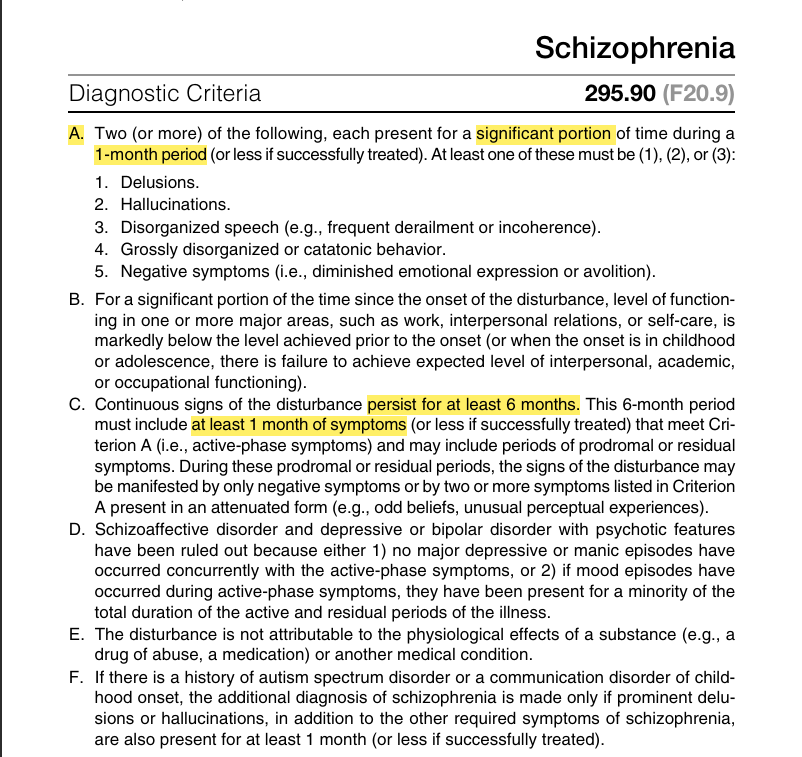 Schizophrenia
Diagnostic Criteria 295.90 (F20.9)
A. Two (or more) of the following, each present for a significant portion of time during a
1-month period (or less if successfully treated). At least one of these must be (1), (2), or (3):
1. Delusions.
2. Hallucinations.
3. Disorganized speech (e.g., frequent derailment or incoherence).
4. Grossly disorganized or catatonic behavior.
5. Negative symptoms (i.e., diminished emotional expression or avolition).
B. For a significant portion of the time since the onset of the disturbance, level of function-
ing in one or more major areas, such as work, interpersonal relations, or self-care, is
markedly below the level achieved prior to the onset (or when the onset is in childhood
or adolescence, there is failure to achieve expected level of interpersonal, academic,
or occupational functioning).
C. Continuous signs of the disturbance persist for at least 6 months. This 6-month period
must include at least 1 month of symptoms (or less if successfully treated) that meet Cri-
terion A (i.e., active-phase symptoms) and may include periods of prodromal or residual
symptoms. During these prodromal or residual periods, the signs of the disturbance may
be manifested by only negative symptoms or by two or more symptoms listed in Criterion
A present in an attenuated form (e.g., odd beliefs, unusual perceptual experiences).
D. Schizoaffective disorder and depressive or bipolar disorder with psychotic features
have been ruled out because either 1) no major depressive or manic episodes have
occurred concurrently with the active-phase symptoms, or 2) if mood episodes have
occurred during active-phase symptoms, they have been present for a minority of the
total duration of the active and residual periods of the illness.
E. The disturbance is not attributable to the physiological effects of a substance (e.g., a
drug of abuse, a medication) or another medical condition.
F. If there is a history of autism spectrum disorder or a communication disorder of child-
hood onset, the additional diagnosis of schizophrenia is made only if prominent delu-
sions or hallucinations, in addition to the other required symptoms of schizophrenia,
are also present for at least 1 month (or less if successfully treated).